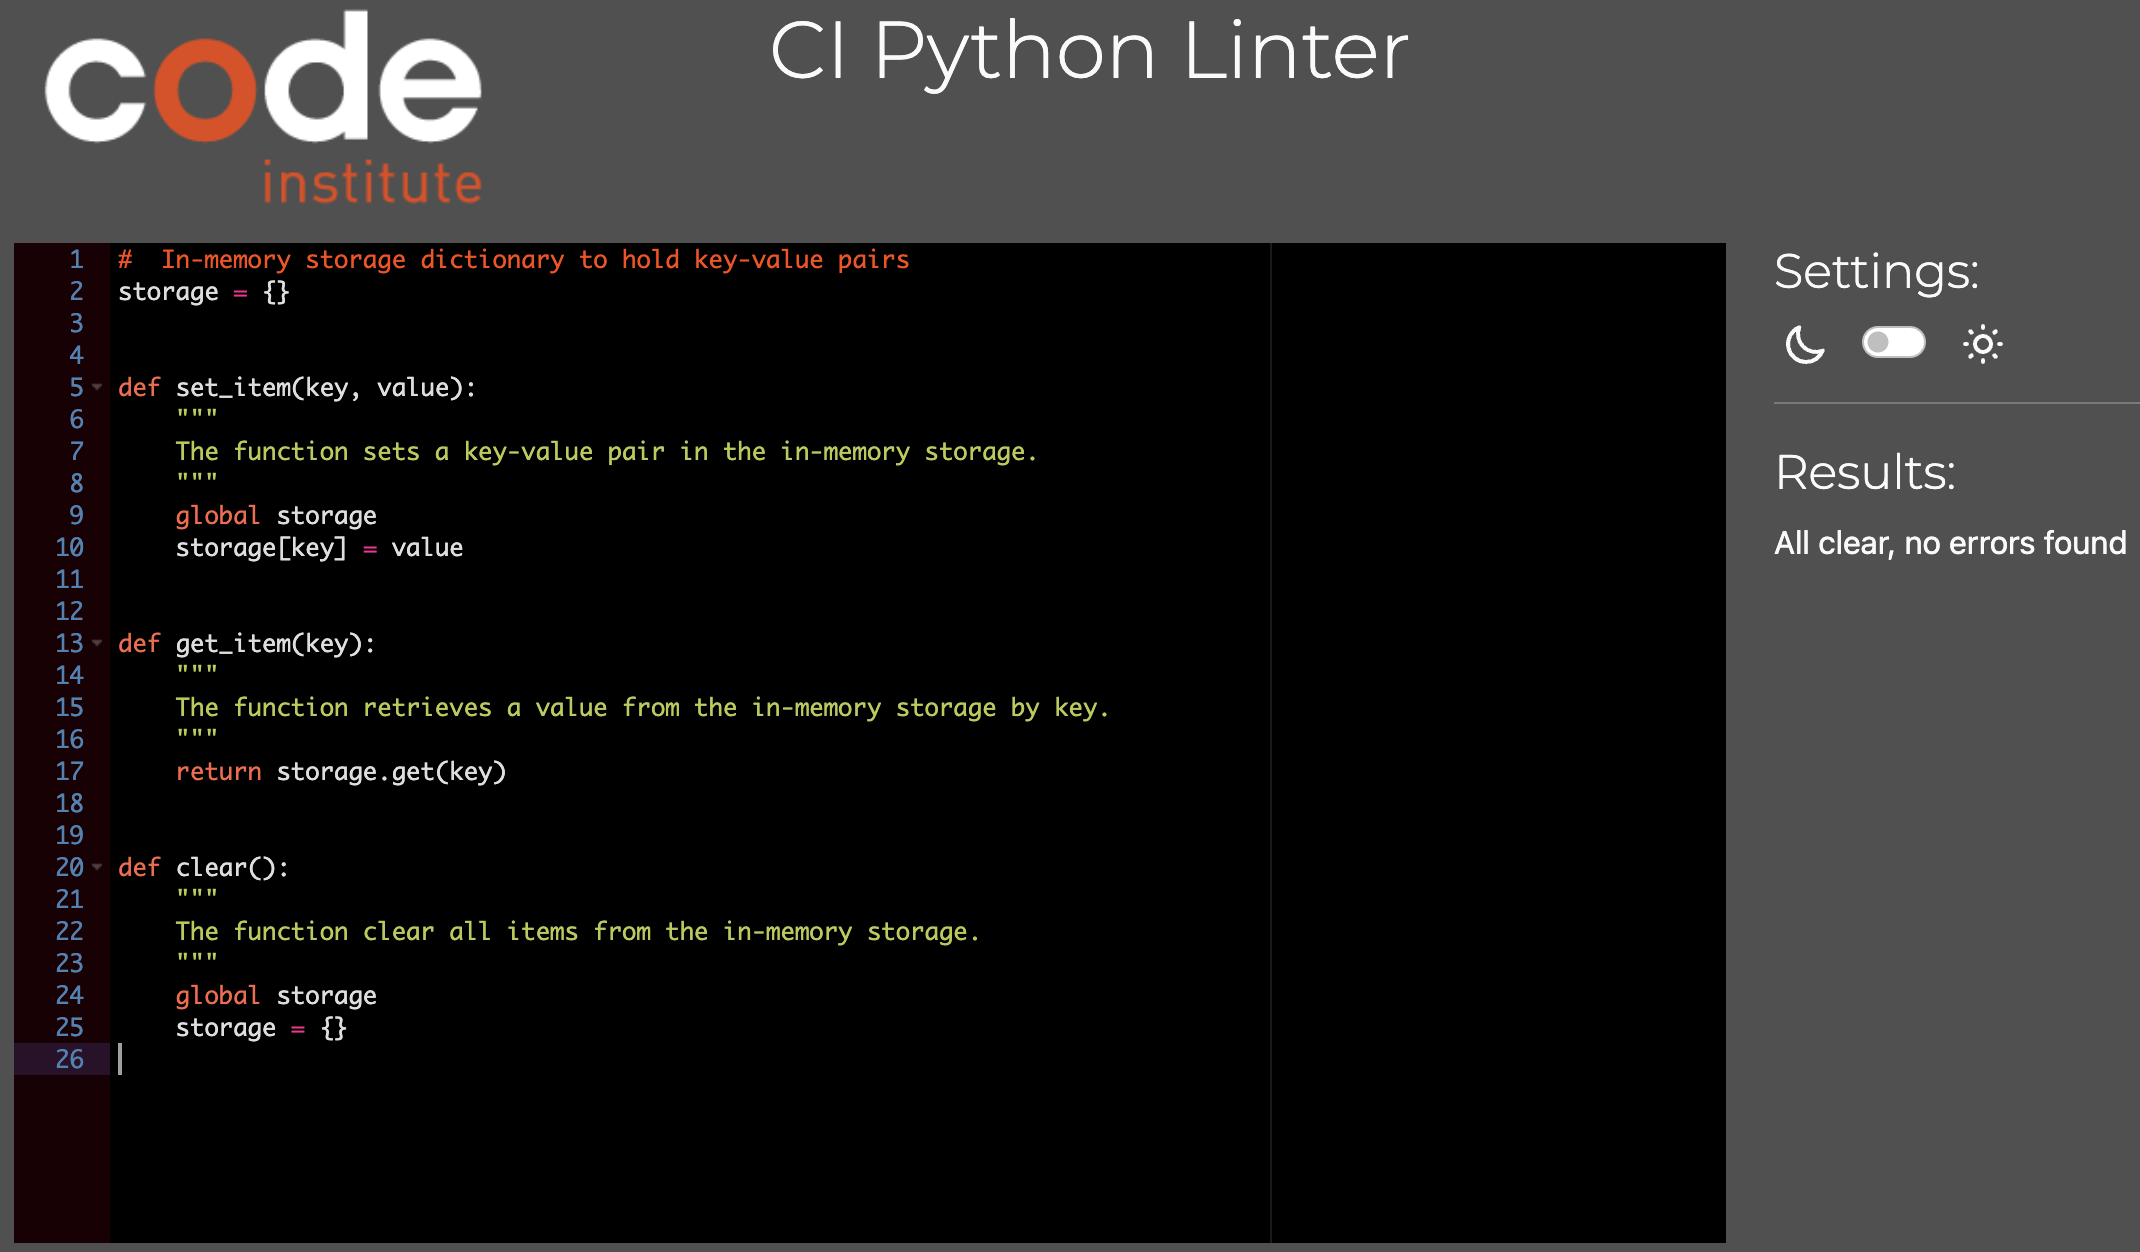 code
institute
CI Python Linter
1 #  In-memory storage dictionary to hold key-value pairs
2 storage = {}
3
4
5 def set_item(key, value):
6     """
7     The function sets a key-value pair in the in-memory storage.
8     """
9     global storage
10     storage[key] = value
11
12
13 def get_item(key):
14     """
15     The function retrieves a value from the in-memory storage by key.
16     """
17     return storage.get(key)
18
19
20 def clear():
21     """
22     The function clear all items from the in-memory storage.
23     """
24     global storage
25     storage = {}
26
Settings:
Results:
All clear, no errors found